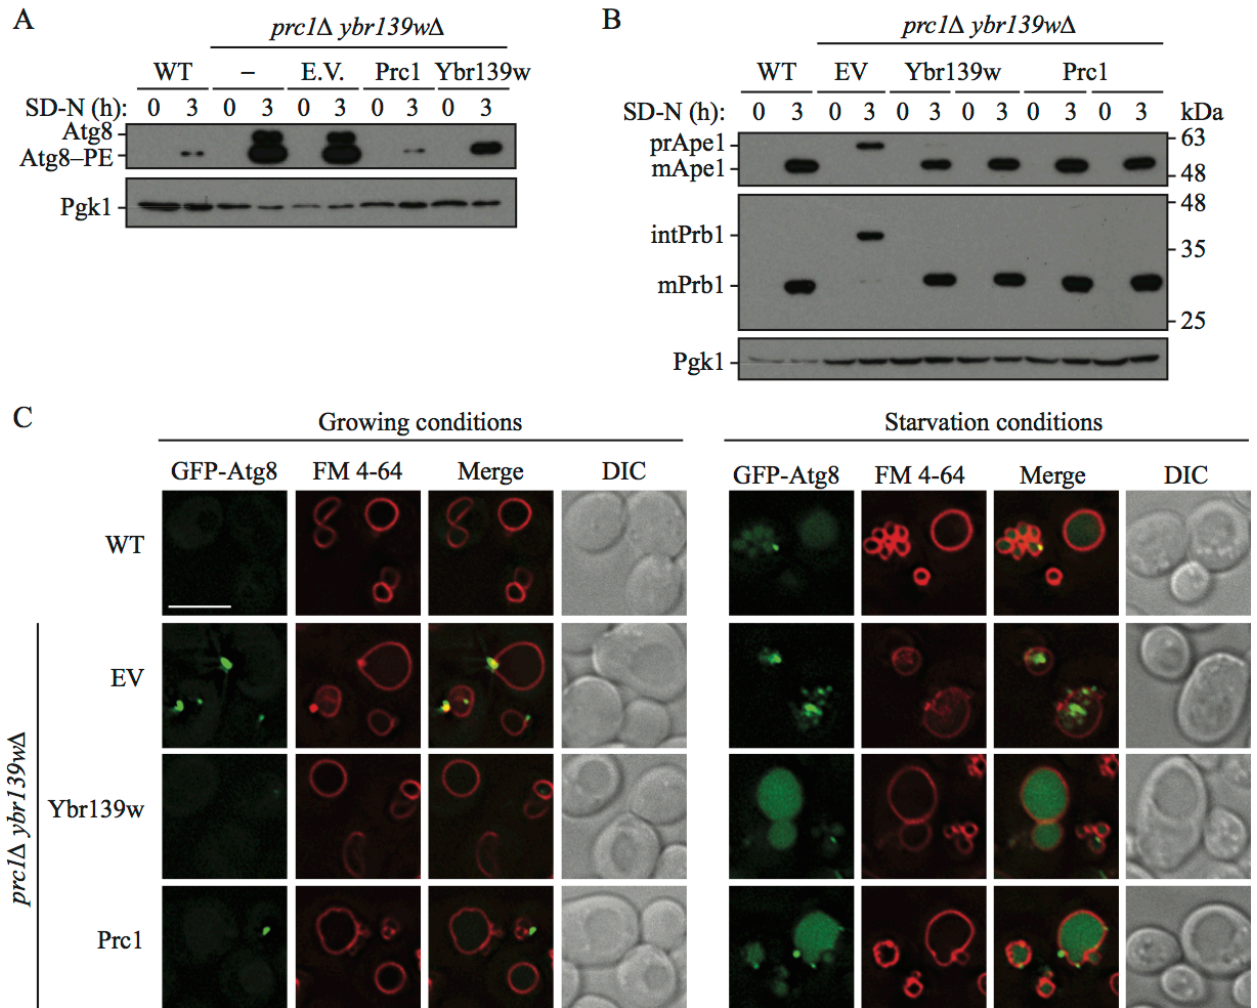 A
prc1Δ ybr139wΔ
WT – E.V. Prc1 Ybr139w
SD-N (h): 0 3 0 3 0 3 0 3 0 3
Atg8
Atg8–PE
Pgk1
B
prc1Δ ybr139wΔ
WT EV Ybr139w Prc1
SD-N (h): 0 3 0 3 0 3 0 3 0 3 0 3 kDa
prApe1 63
mApe1 48
48
intPrb1 35
mPrb1
25
Pgk1
C
Growing conditions Starvation conditions
GFP-Atg8 FM 4-64 Merge DIC GFP-Atg8 FM 4-64 Merge DIC
WT
prc1Δ ybr139wΔ
EV
Ybr139w
Prc1